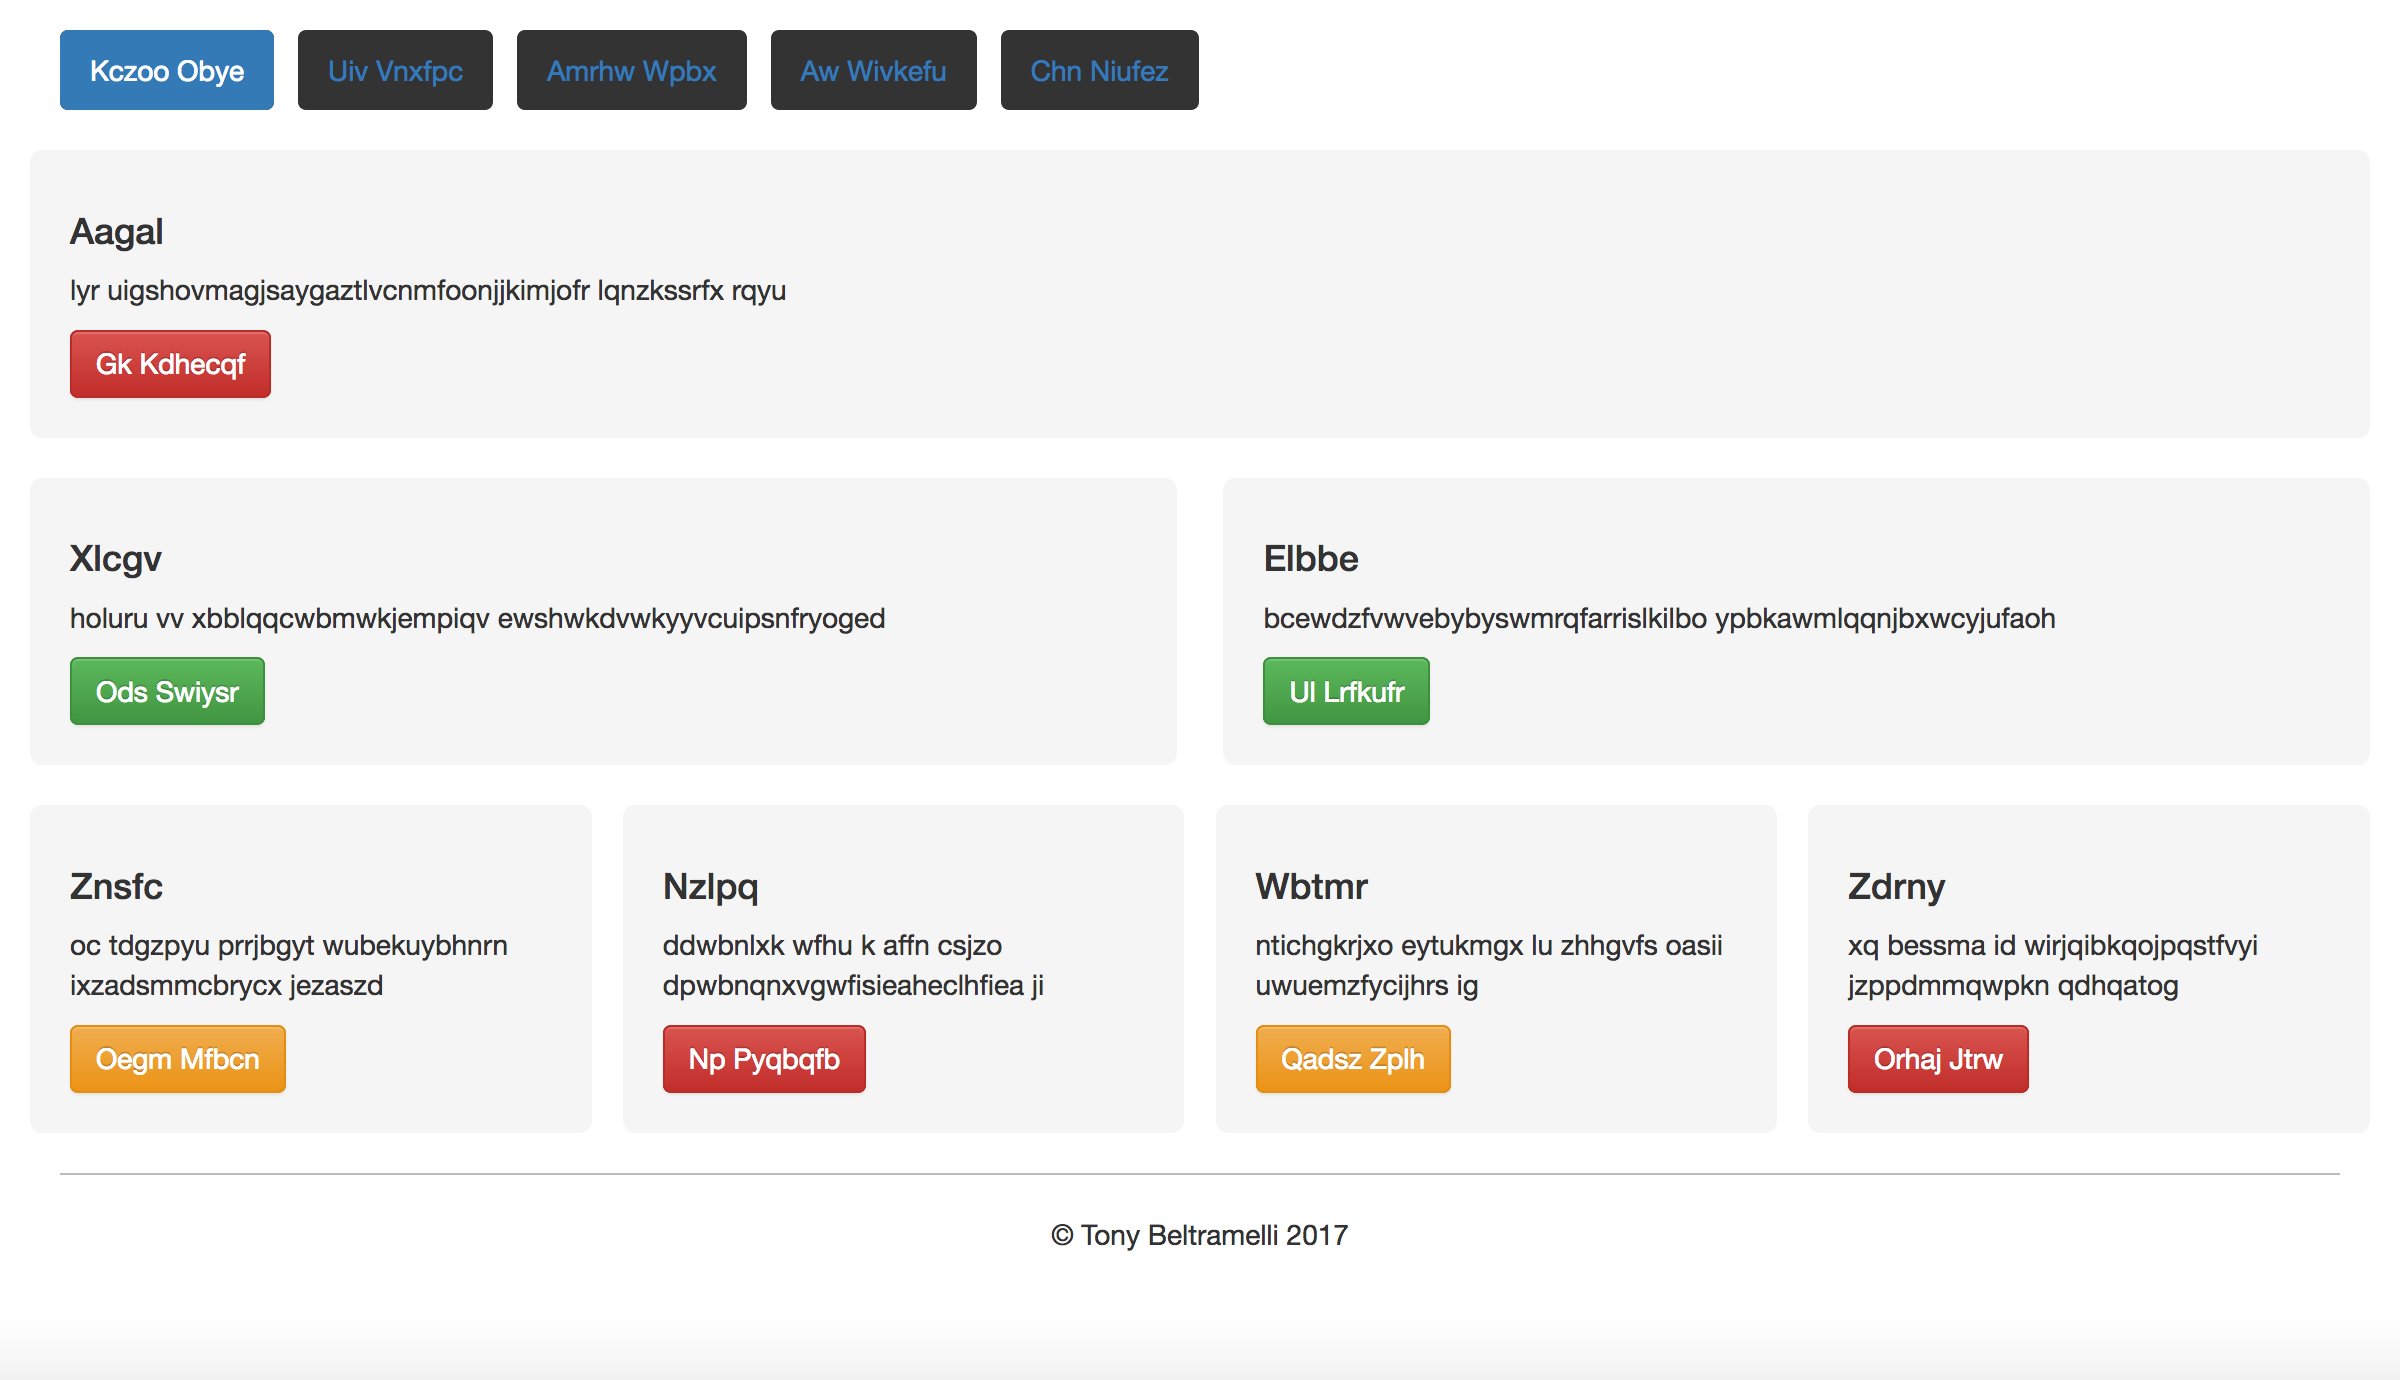 Kczoo Obye
Uiv Vnxfpc
Amrhw Wpbx
Aw Wivkefu
Chn Niufez
Aagal
lyr uigshovmagjsaygaztlvcnmfoonjjkimjofr lqnzkssrfx rqyu
Gk Kdhecqf
Xlcgv
holuru vv xbblqqcwbmwkjempiqv ewshwkdvwkyyvcuipsnfryoged
Ods Swiysr
Elbbe
bcewdzfvwvebybyswmrqfarrislkilbo ypbkawmlqqnjbxwcyjufaoh
Ul Lrfkufr
Znsfc
oc tdgzpyu prrjbgyt wubekuybhnrn
ixzadsmmcbrycx jezaszd
Oegm Mfbcn
Nzlpq
ddwbnlxk wfhu k affn csjzo
dpwbnqnxvgwfisieaheclhfiea ji
Np Pyqbqfb
Wbtmr
ntichgkrjxo eytukmgx lu zhhgvfs oasii
uwuemzfycijhrs ig
Qadsz Zplh
Zdrny
xq bessma id wirjqibkqojpqstfvyi
jzppdmmqwpkn qdhqatog
Orhaj Jtrw
© Tony Beltramelli 2017